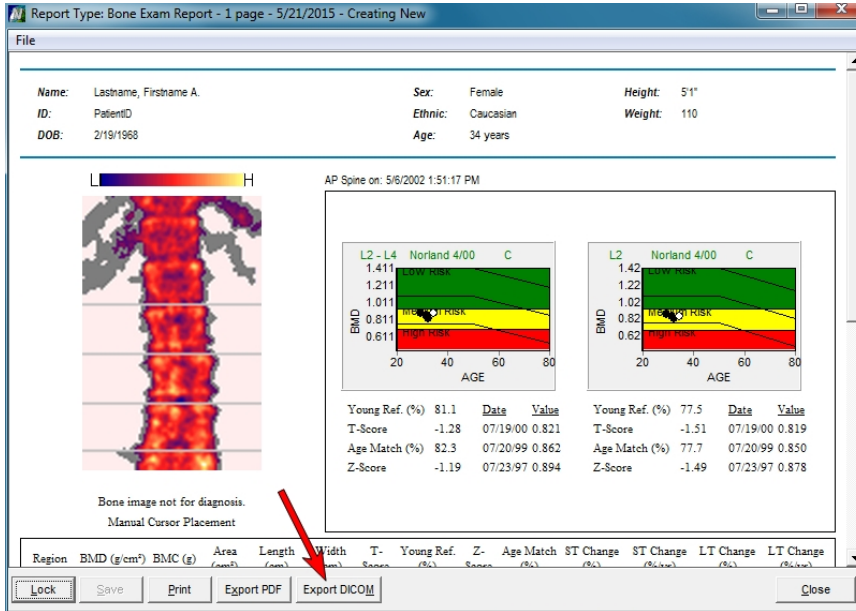 Report Type: Bone Exam Report - 1 page - 5/21/2015 - Creating New
File
Name: Lastname, Firstname A. Sex: Female Height: 5'1"
ID: PatientID Ethnic: Caucasian Weight: 110
DOB: 2/19/1968 Age: 34 years
L H
AP Spine on: 5/6/2002 1:51:17 PM
L2 - L4 Norland 4/00 C
1.411
1.211
1.011
0.811
0.611
BMD
Low Risk
Medium Risk
High Risk
20 40 60 80
AGE
L2 Norland 4/00 C
1.42
1.22
1.02
0.82
0.62
BMD
Low Risk
Medium Risk
High Risk
20 40 60 80
AGE
Young Ref. (%) 81.1 Date Value
T-Score -1.28 07/19/00 0.821
Age Match (%) 82.3 07/20/99 0.862
Z-Score -1.19 07/23/97 0.894
Young Ref. (%) 77.5 Date Value
T-Score -1.51 07/19/00 0.819
Age Match (%) 77.7 07/20/99 0.850
Z-Score -1.49 07/23/97 0.878
Bone image not for diagnosis.
Manual Cursor Placement
Region BMD (g/cm²) BMC (g) Area Length Width T- Young Ref. Z- Age Match ST Change ST Change LT Change LT Change
(cm²) (cm) (cm) Score (%) Score (%) (%) (%/yr) (%) (%/yr)
Lock Save Print Export PDF Export DICOM Close